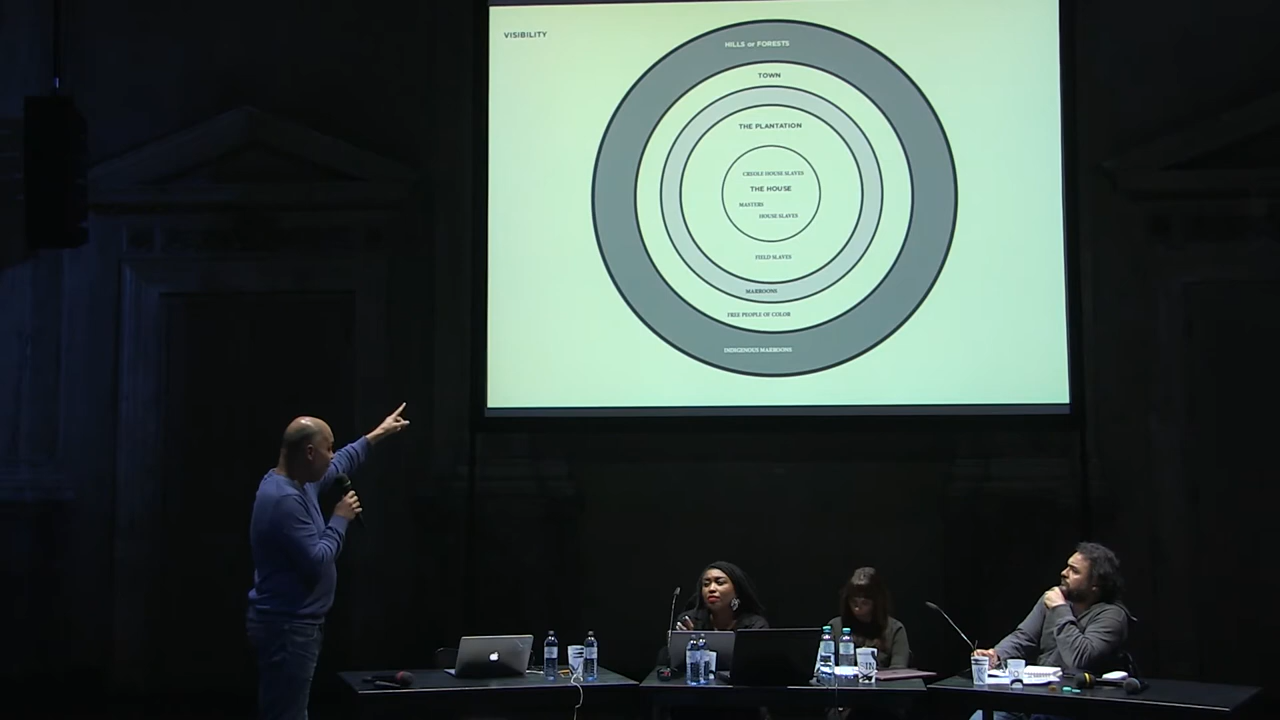 VISIBILITY
HILLS or FORESTS
TOWN
THE PLANTATION
CREOLE HOUSE SLAVES
THE HOUSE
MASTERS
HOUSE SLAVES
FIELD SLAVES
MARROONS
FREE PEOPLE OF COLOR
INDIGENOUS MARROONS